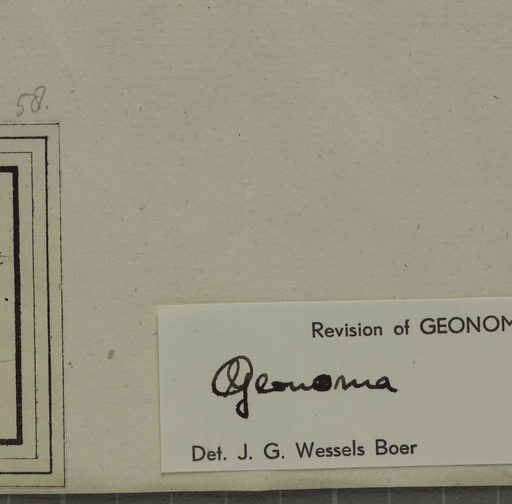 58.
Revision of GEONOM
Geonoma
Det. J. G. Wessels Boer